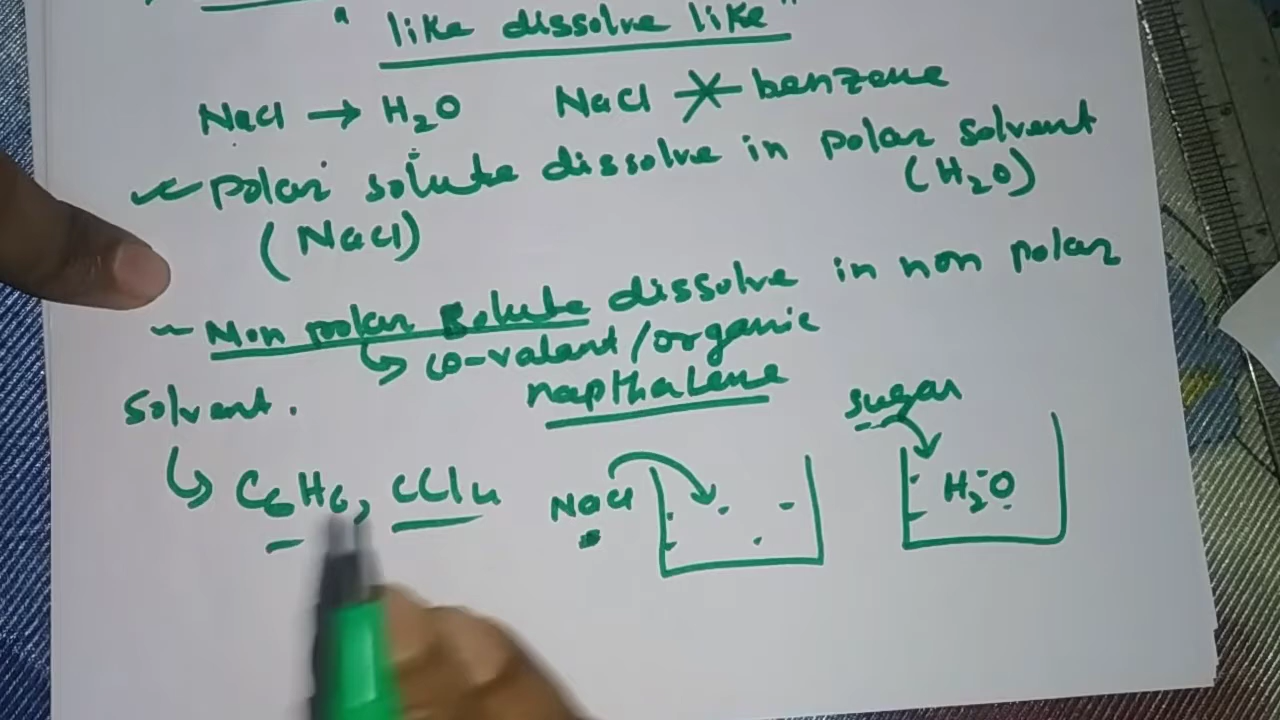 " like dissolve like "
NaCl → H₂O NaCl benzene
Polar solute dissolve in polar solvent
(NaCl) (H₂O)
~ Non polar solute dissolve in non polar
↳ co-valent/organic
solvent. napthalene sugar
↳ C₆H₆, CCl₄ NaCl H₂O